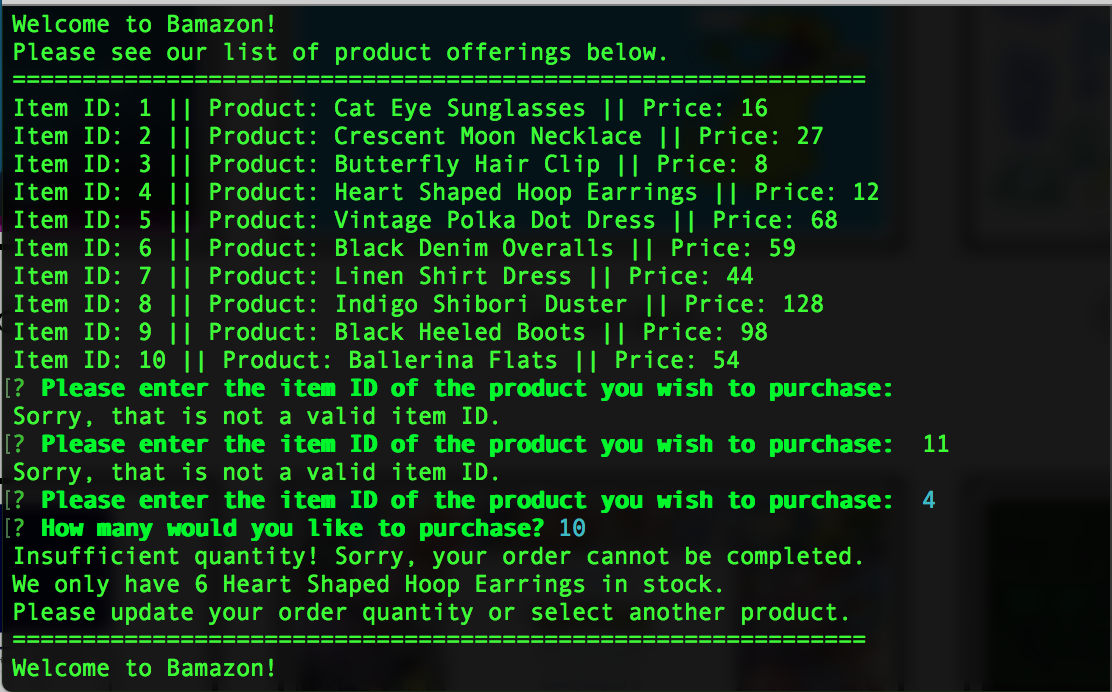 Welcome to Bamazon!
Please see our list of product offerings below.
=============================================================
Item ID: 1 || Product: Cat Eye Sunglasses || Price: 16
Item ID: 2 || Product: Crescent Moon Necklace || Price: 27
Item ID: 3 || Product: Butterfly Hair Clip || Price: 8
Item ID: 4 || Product: Heart Shaped Hoop Earrings || Price: 12
Item ID: 5 || Product: Vintage Polka Dot Dress || Price: 68
Item ID: 6 || Product: Black Denim Overalls || Price: 59
Item ID: 7 || Product: Linen Shirt Dress || Price: 44
Item ID: 8 || Product: Indigo Shibori Duster || Price: 128
Item ID: 9 || Product: Black Heeled Boots || Price: 98
Item ID: 10 || Product: Ballerina Flats || Price: 54
[? Please enter the item ID of the product you wish to purchase:
Sorry, that is not a valid item ID.
[? Please enter the item ID of the product you wish to purchase:  11
Sorry, that is not a valid item ID.
[? Please enter the item ID of the product you wish to purchase:  4
[? How many would you like to purchase? 10
Insufficient quantity! Sorry, your order cannot be completed.
We only have 6 Heart Shaped Hoop Earrings in stock.
Please update your order quantity or select another product.
=============================================================
Welcome to Bamazon!